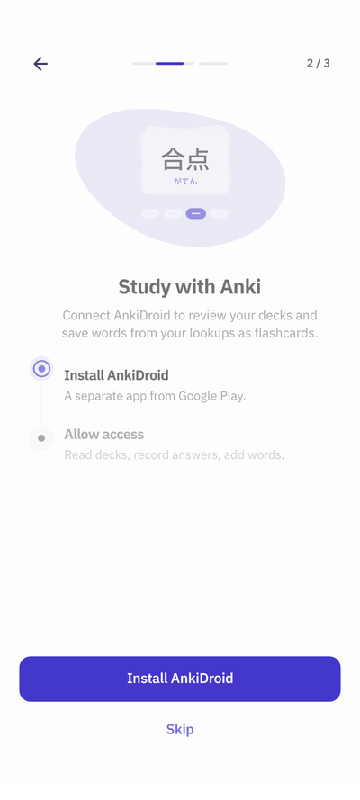 2 / 3
合点
がてん
Study with Anki
Connect AnkiDroid to review your decks and
save words from your lookups as flashcards.
Install AnkiDroid
A separate app from Google Play.
Allow access
Read decks, record answers, add words.
Install AnkiDroid
Skip